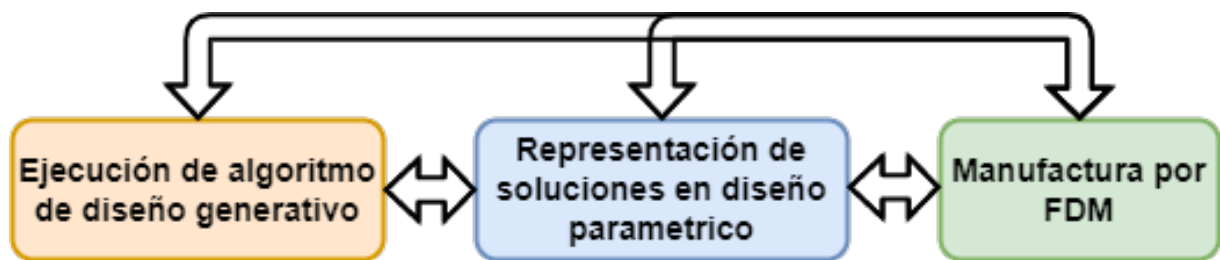 Ejecución de algoritmo
de diseño generativo
Representación de
soluciones en diseño
parametrico
Manufactura por
FDM